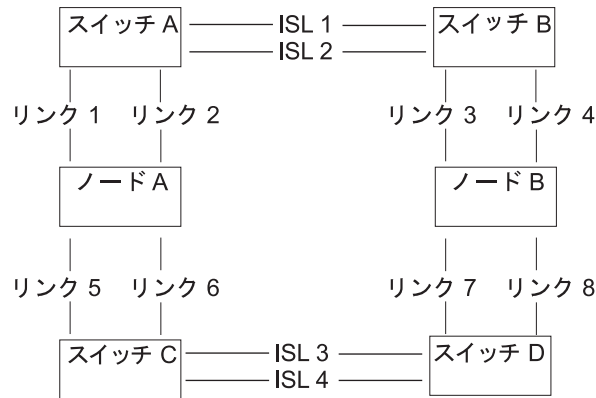 スイッチ A
ISL 1
スイッチ B
ISL 2
リンク 1
リンク 2
リンク 3
リンク 4
ノード A
ノード B
リンク 5
リンク 6
リンク 7
リンク 8
スイッチ C
ISL 3
スイッチ D
ISL 4